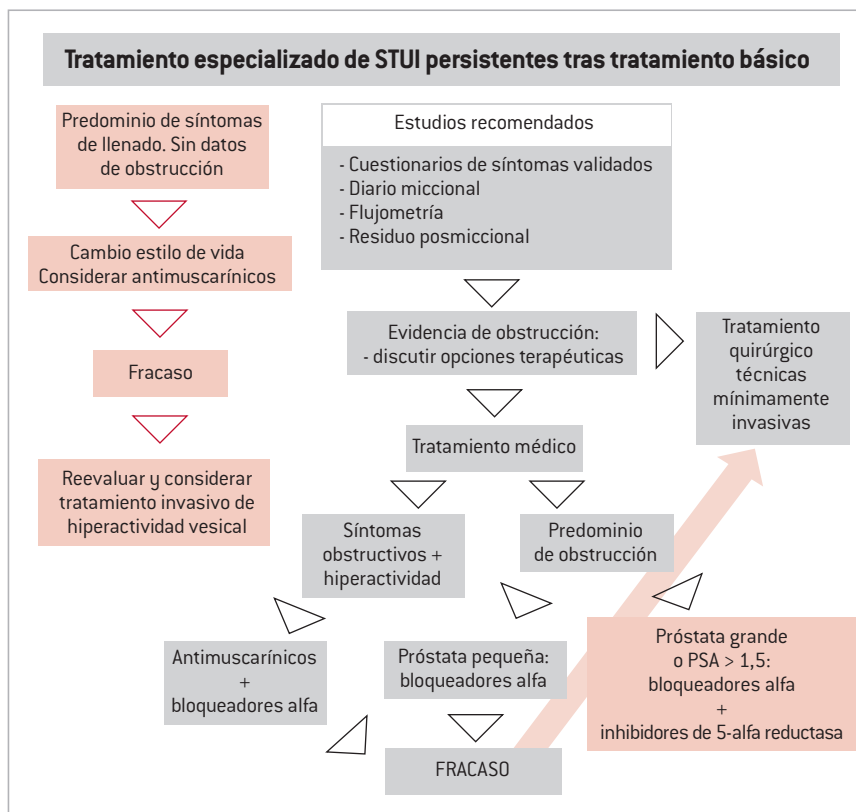 Tratamiento especializado de STUI persistentes tras tratamiento básico
Predominio de síntomas
de llenado. Sin datos
de obstrucción
Cambio estilo de vida
Considerar antimuscarínicos
Fracaso
Reevaluar y considerar
tratamiento invasivo de
hiperactividad vesical
Estudios recomendados
- Cuestionarios de síntomas validados
- Diario miccional
- Flujometría
- Residuo posmiccional
Evidencia de obstrucción:
- discutir opciones terapéuticas
Tratamiento
quirúrgico
técnicas
mínimamente
invasivas
Tratamiento médico
Síntomas
obstructivos +
hiperactividad
Predominio
de obstrucción
Antimuscarínicos
+
bloqueadores alfa
Próstata pequeña:
bloqueadores alfa
Próstata grande
o PSA > 1,5:
bloqueadores alfa
+
inhibidores de 5-alfa reductasa
FRACASO